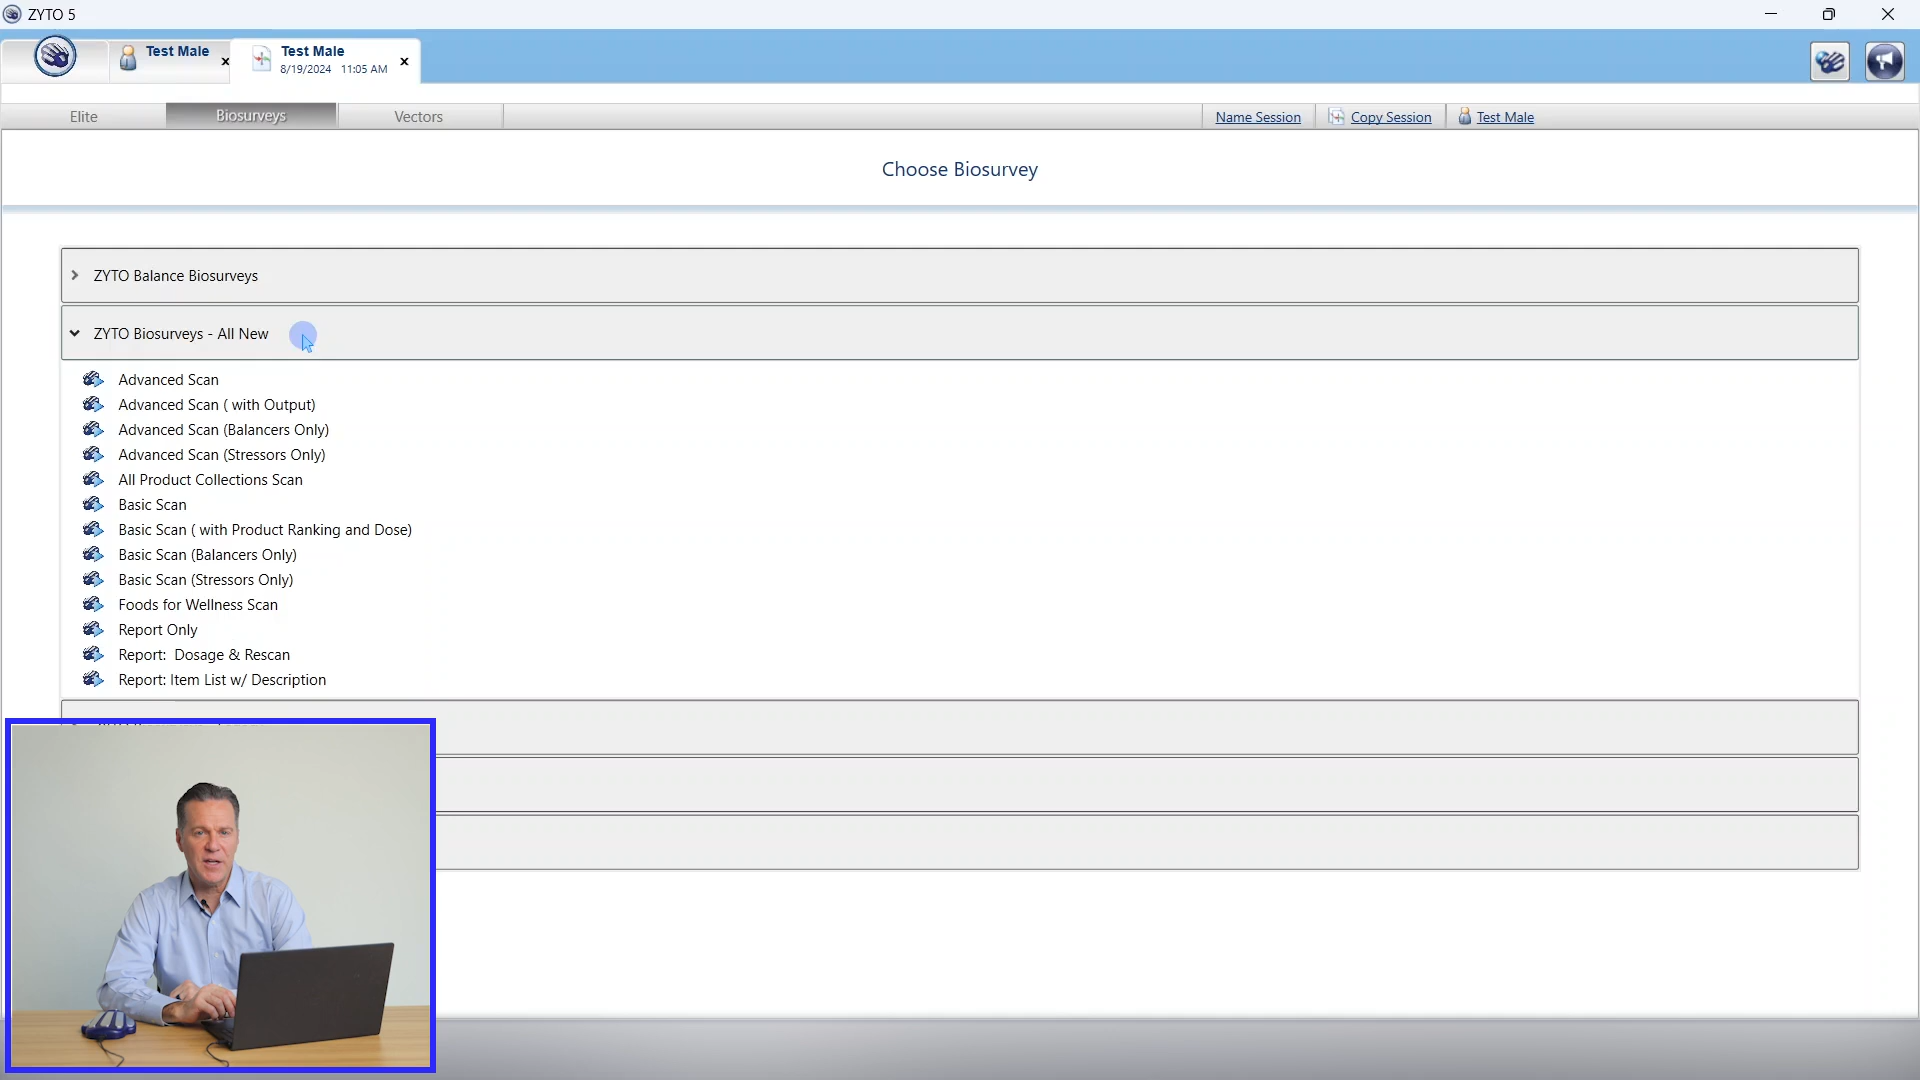 ZYTO 5
Test Male
Test Male
8/19/2024 11:05 AM
Elite
Biosurveys
Vectors
Name Session
Copy Session
Test Male
Choose Biosurvey
ZYTO Balance Biosurveys
ZYTO Biosurveys - All New
Advanced Scan
Advanced Scan ( with Output)
Advanced Scan (Balancers Only)
Advanced Scan (Stressors Only)
All Product Collections Scan
Basic Scan
Basic Scan ( with Product Ranking and Dose)
Basic Scan (Balancers Only)
Basic Scan (Stressors Only)
Foods for Wellness Scan
Report Only
Report: Dosage & Rescan
Report: Item List w/ Description